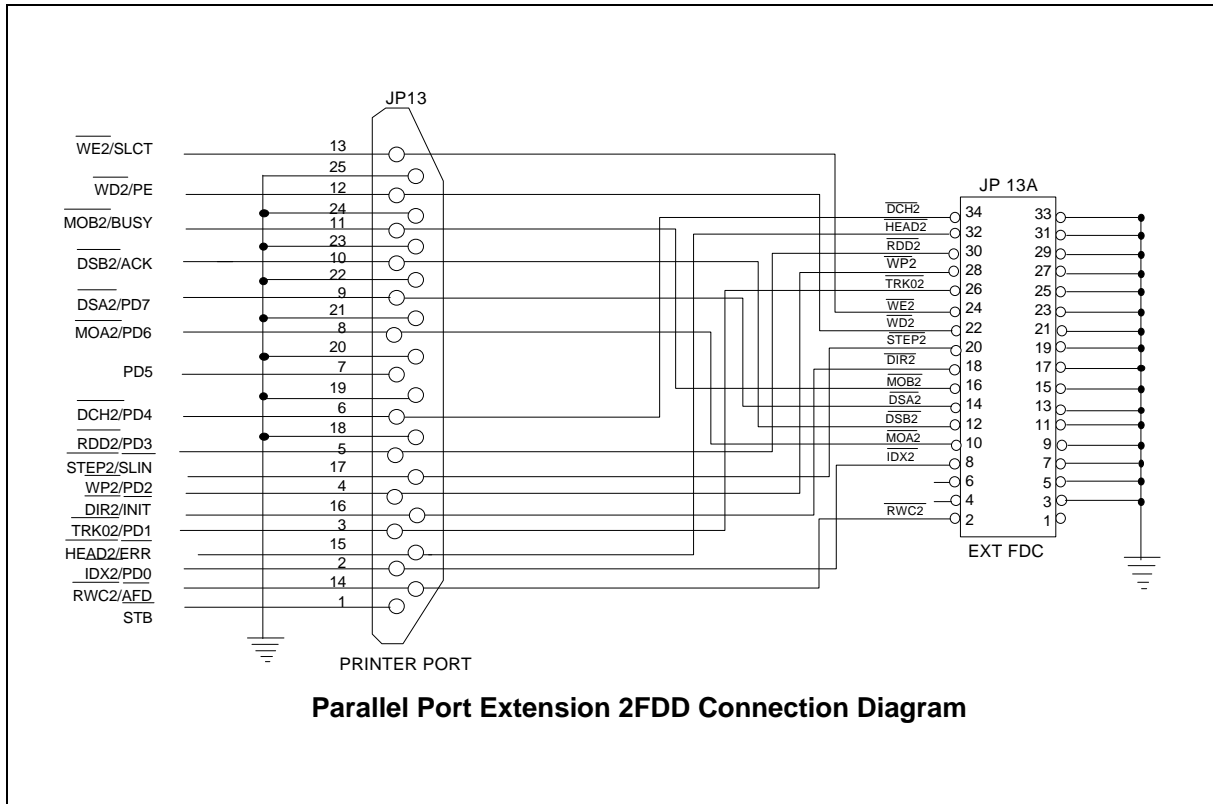 JP13
WE2/SLCT 13
25
WD2/PE 12
24
MOB2/BUSY 11
23
DSB2/ACK 10
22
DSA2/PD7 9
21
MOA2/PD6 8
20
PD5 7
19
DCH2/PD4 6
18
RDD2/PD3 5
STEP2/SLIN 17
WP2/PD2 4
DIR2/INIT 16
TRK02/PD1 3
HEAD2/ERR 15
IDX2/PD0 2
RWC2/AFD 14
STB 1
PRINTER PORT
JP 13A
DCH2 34 33
HEAD2 32 31
RDD2 30 29
WP2 28 27
TRK02 26 25
WE2 24 23
WD2 22 21
STEP2 20 19
DIR2 18 17
MOB2 16 15
DSA2 14 13
DSB2 12 11
MOA2 10 9
IDX2 8 7
6 5
4 3
RWC2 2 1
EXT FDC
Parallel Port Extension 2FDD Connection Diagram